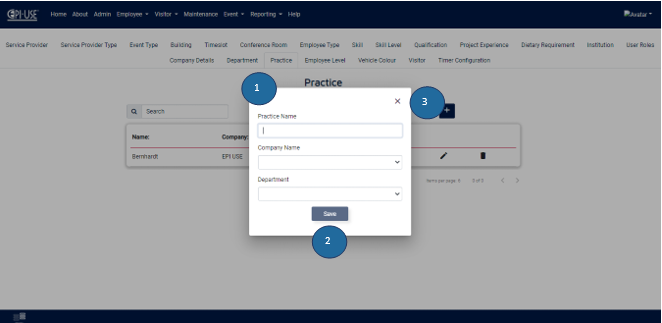 EPI-USE Home About Admin Employee Visitor Maintenance Event Reporting Help Avatar
Service Provider Service Provider Type Event Type Building Timeslot Conference Room Employee Type Skill Skill Level Qualification Project Experience Dietary Requirement Institution User Roles
Company Details Department Practice Employee Level Vehicle Colour Visitor Timer Configuration
Practice
1
3
×
+
Search
Practice Name
Name: Company:
Company Name
Bernhardt EPI USE
Department
Items per page: 0 of 0
Save
2